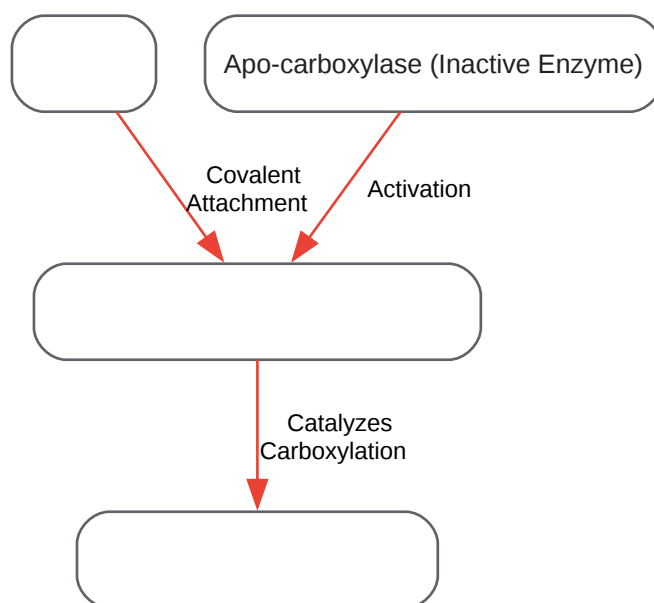 Apo-carboxylase (Inactive Enzyme)
Covalent
Attachment
Activation
Catalyzes
Carboxylation